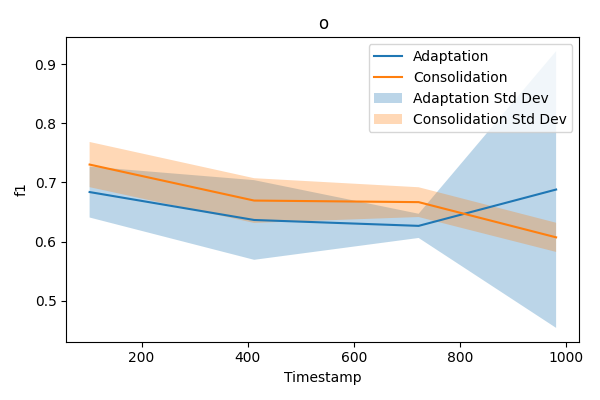 o
Adaptation
Consolidation
Adaptation Std Dev
Consolidation Std Dev
0.9
0.8
0.7
0.6
0.5
f1
200
400
600
800
1000
Timestamp